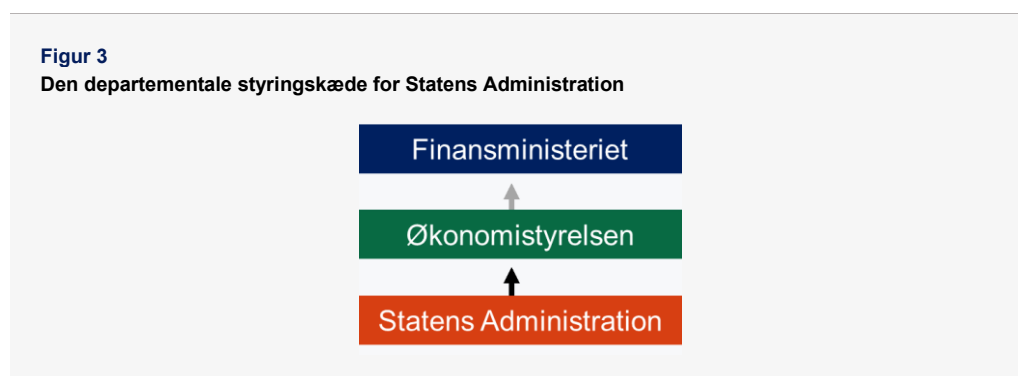 Figur 3
Den departementale styringskæde for Statens Administration
Finansministeriet
Økonomistyrelsen
Statens Administration